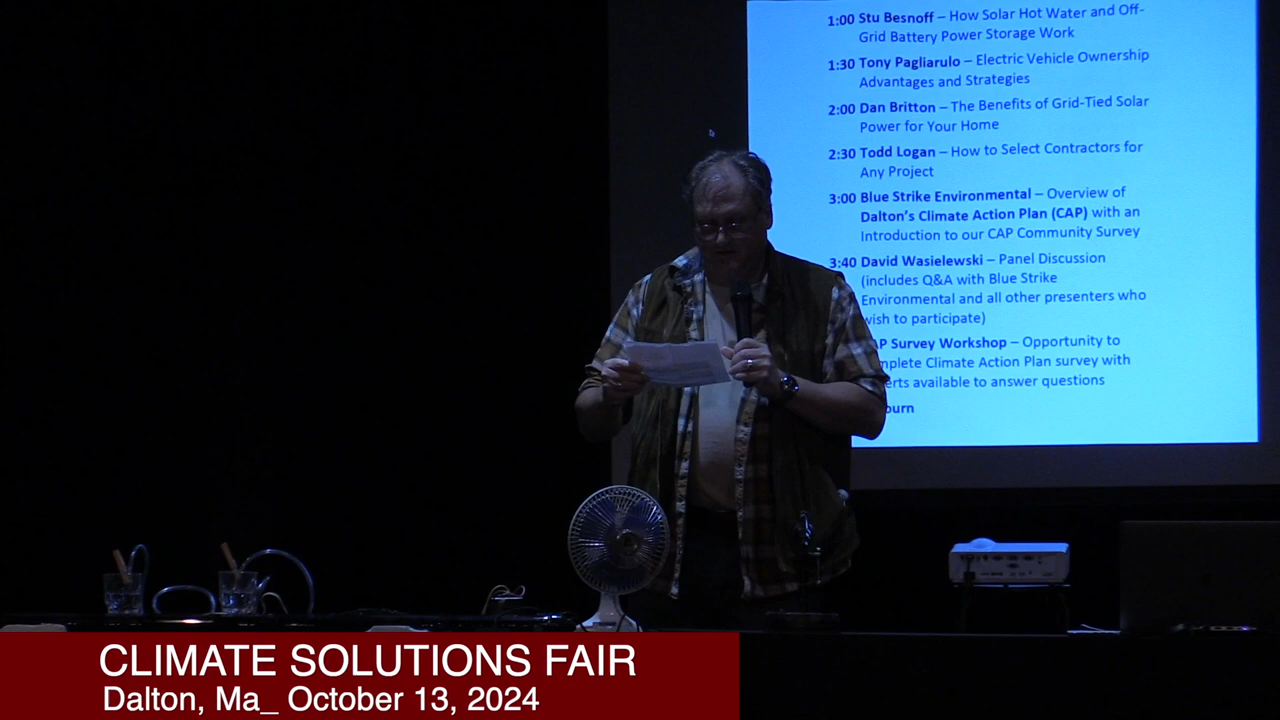 1:00 Stu Besnoff – How Solar Hot Water and Off-
Grid Battery Power Storage Work
1:30 Tony Pagliarulo – Electric Vehicle Ownership
Advantages and Strategies
2:00 Dan Britton – The Benefits of Grid-Tied Solar
Power for Your Home
2:30 Todd Logan – How to Select Contractors for
Any Project
3:00 Blue Strike Environmental – Overview of
Dalton's Climate Action Plan (CAP) with an
Introduction to our CAP Community Survey
3:40 David Wasielewski – Panel Discussion
(includes Q&A with Blue Strike
Environmental and all other presenters who
wish to participate)
AP Survey Workshop – Opportunity to
mplete Climate Action Plan survey with
erts available to answer questions
burn
CLIMATE SOLUTIONS FAIR
Dalton, Ma_ October 13, 2024